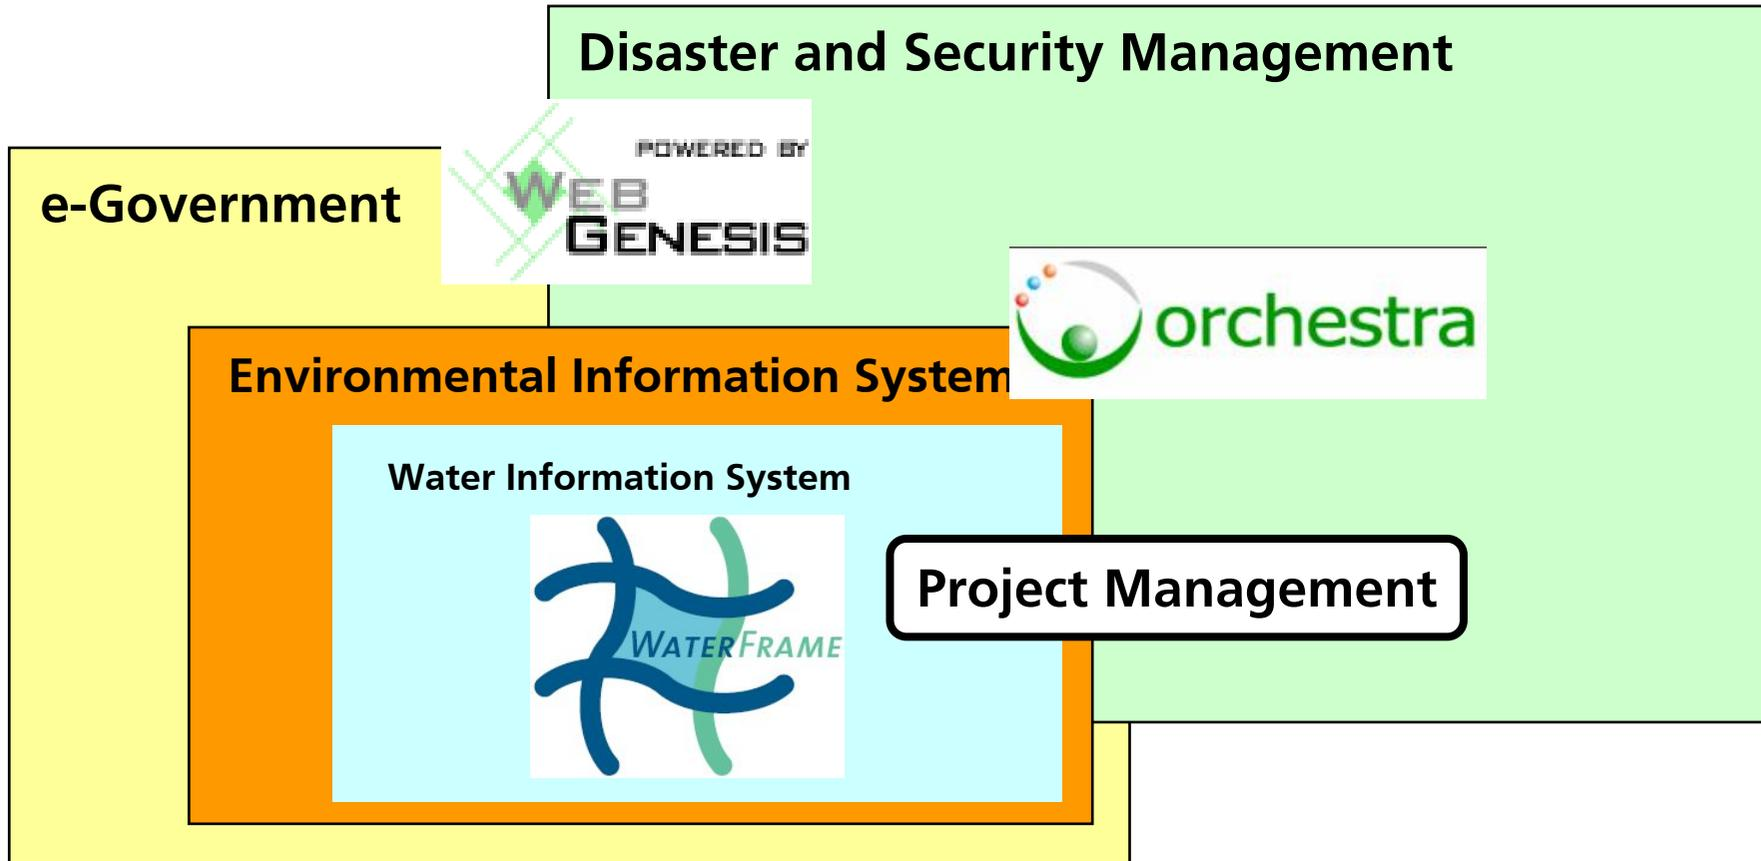 Disaster and Security Management
POWERED BY
WEB
GENESIS
e-Government
orchestra
Environmental Information System
Water Information System
WATERFRAME
Project Management